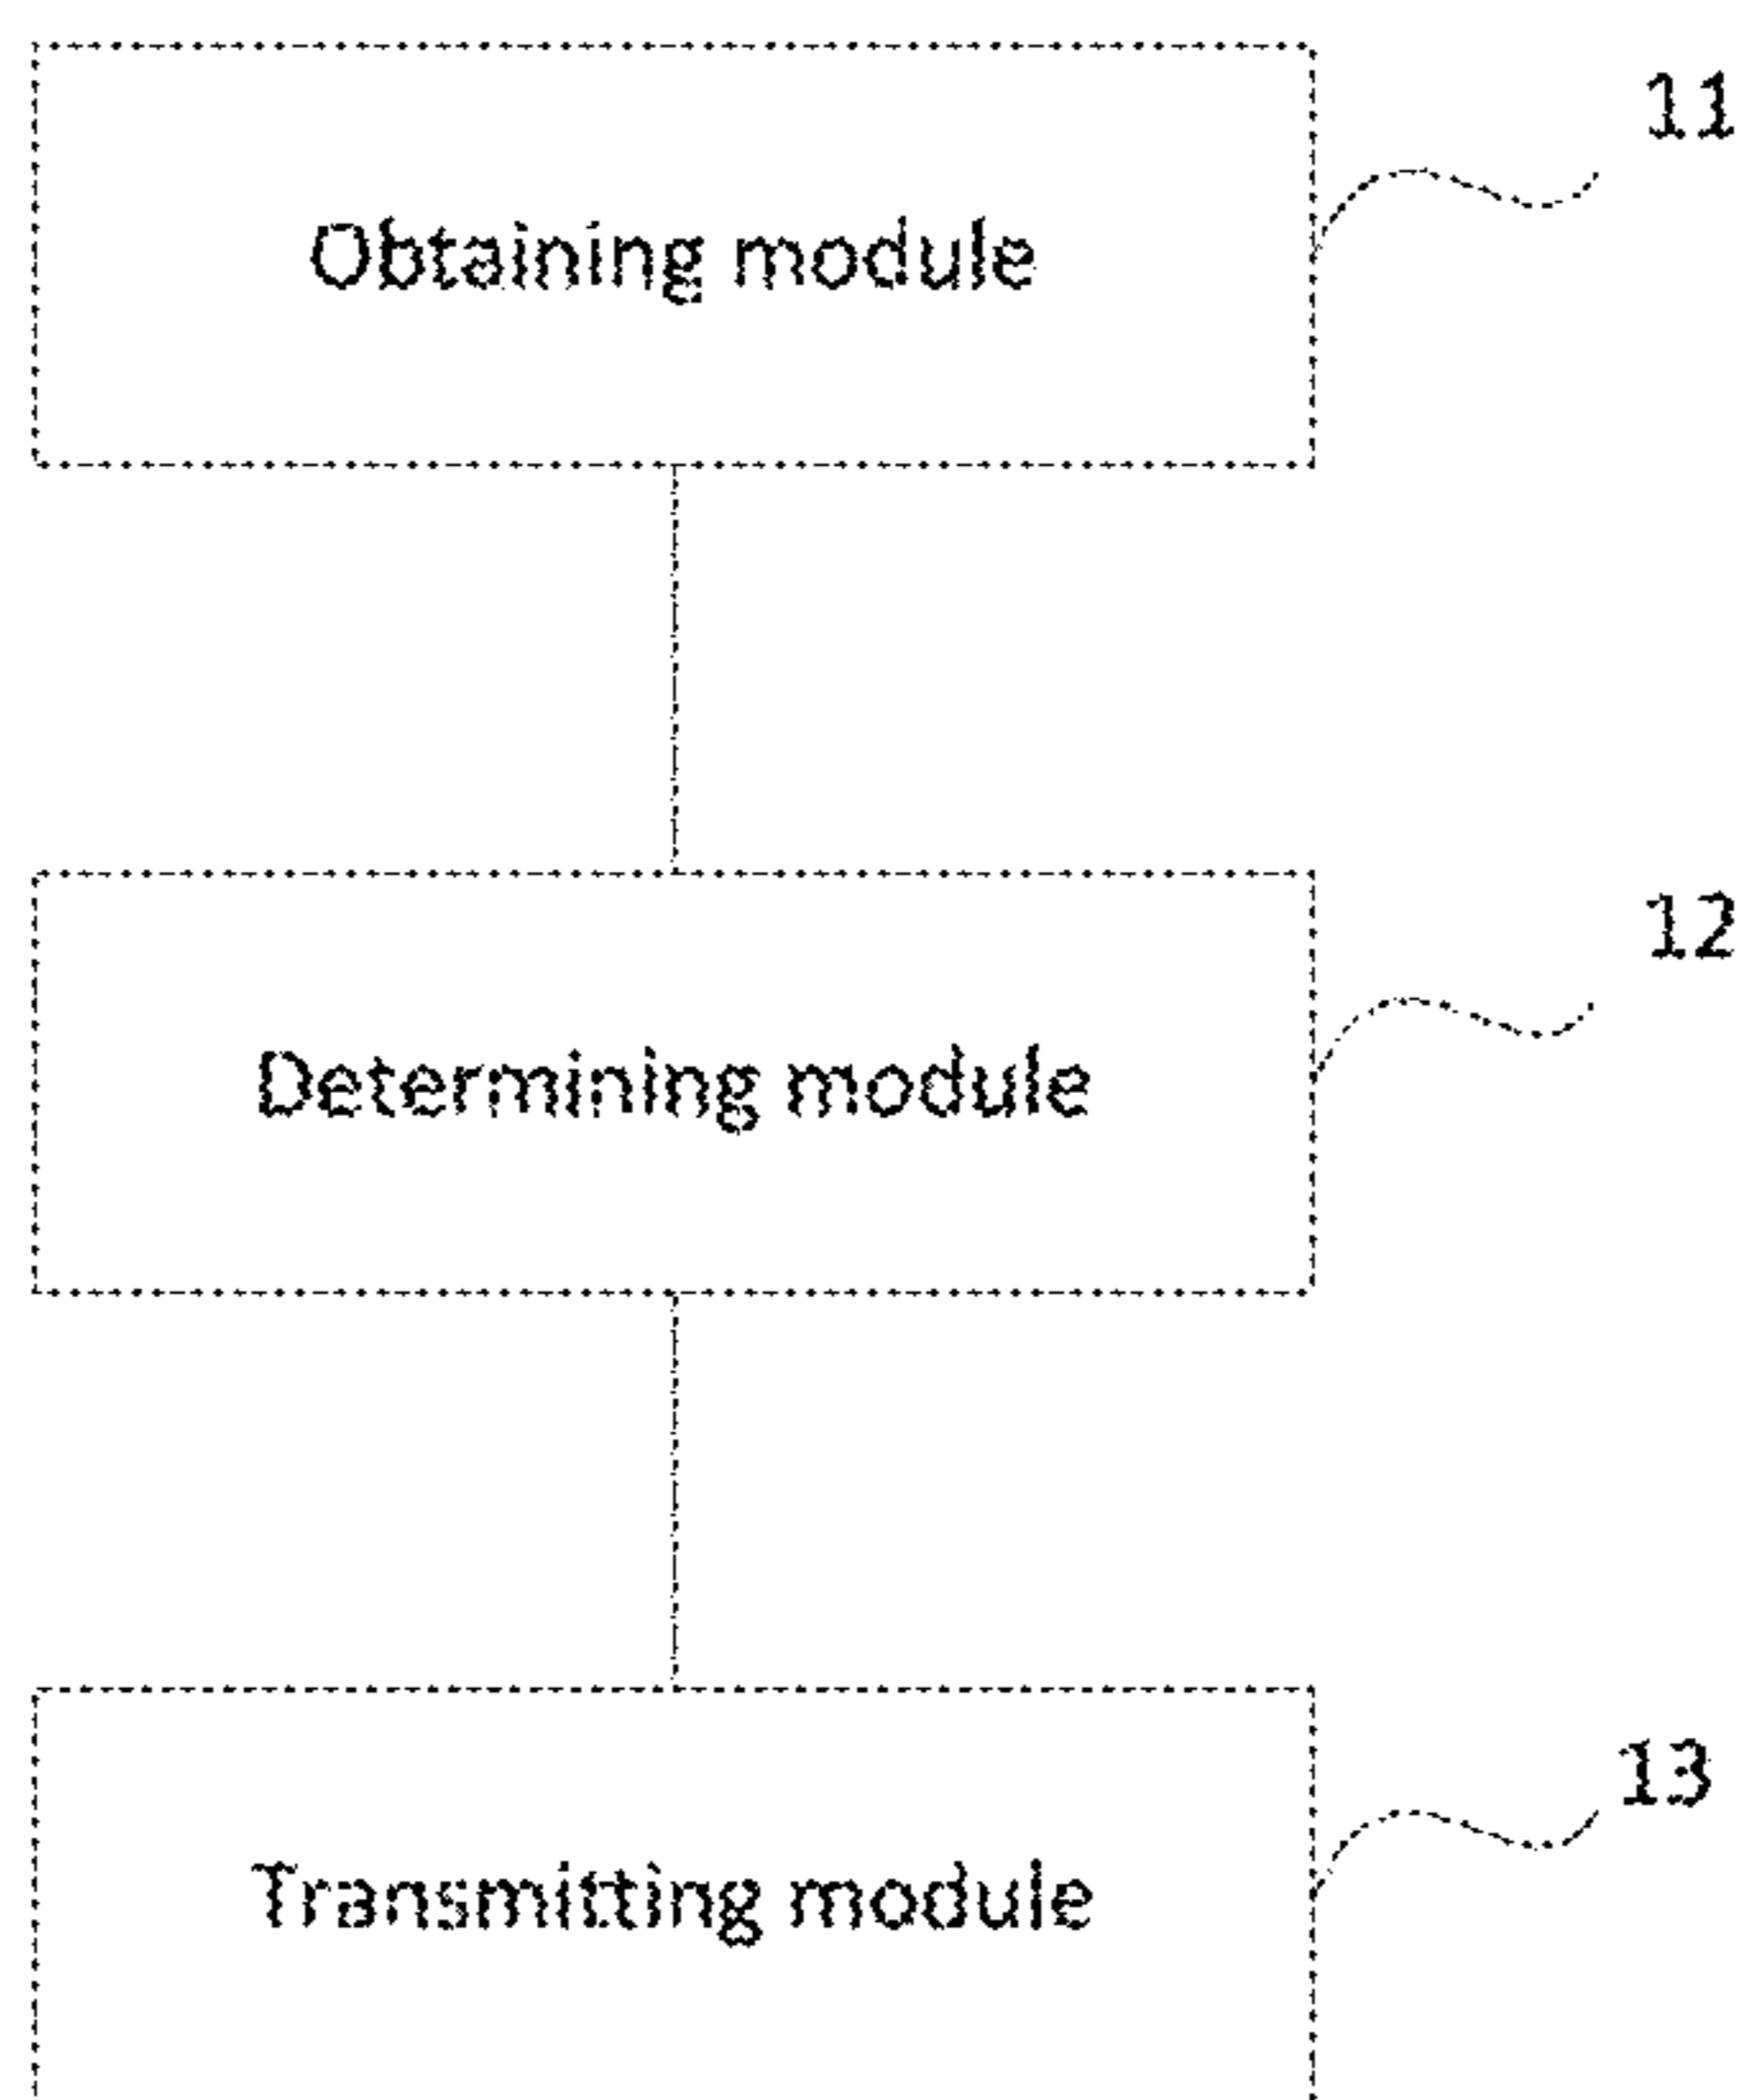 11
Obtaining module
12
Determining module
13
Transmitting module